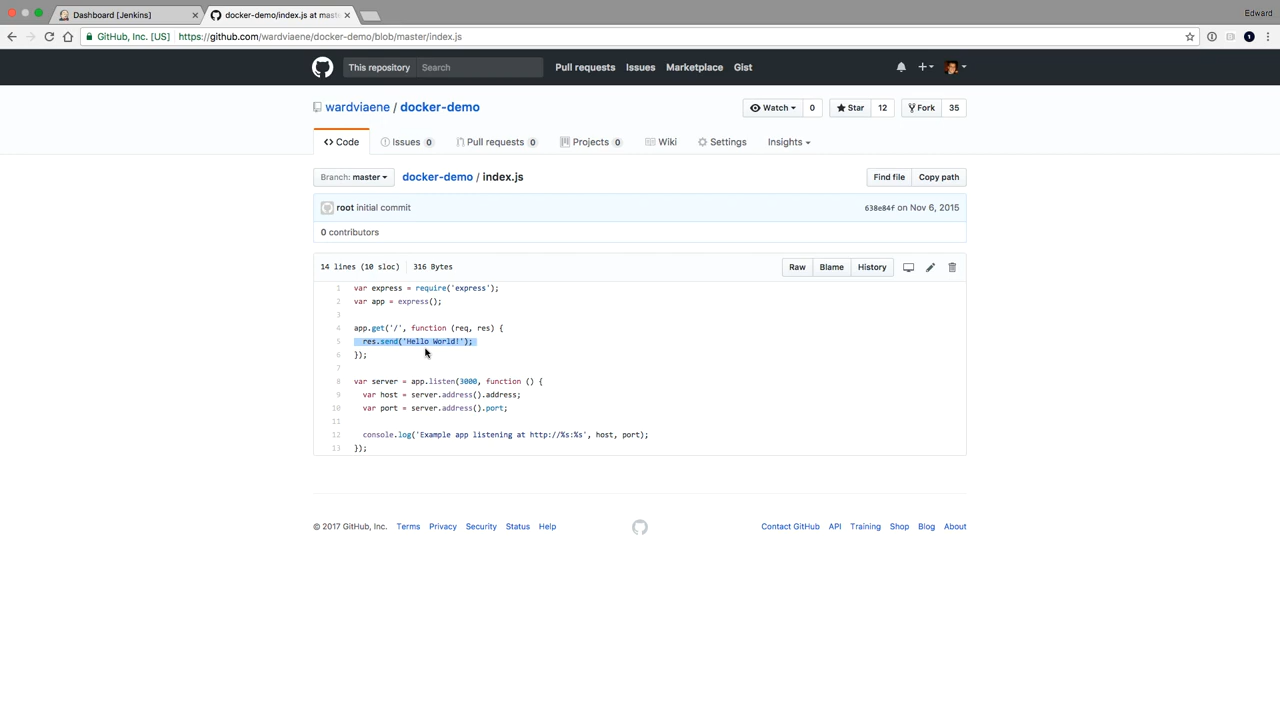 Dashboard [Jenkins] × docker-demo/index.js at mast × Edward
GitHub, Inc. [US] https://github.com/wardviaene/docker-demo/blob/master/index.js
This repository Search Pull requests Issues Marketplace Gist
wardviaene / docker-demo Watch 0 Star 12 Fork 35
Code Issues 0 Pull requests 0 Projects 0 Wiki Settings Insights
Branch: master docker-demo / index.js Find file Copy path
root initial commit 638e84f on Nov 6, 2015
0 contributors
14 lines (10 sloc) 316 Bytes Raw Blame History
1 var express = require('express');
2 var app = express();
3
4 app.get('/', function (req, res) {
5 res.send('Hello World!');
6 });
7
8 var server = app.listen(3000, function () {
9 var host = server.address().address;
10 var port = server.address().port;
11
12 console.log('Example app listening at http://%s:%s', host, port);
13 });
© 2017 GitHub, Inc. Terms Privacy Security Status Help Contact GitHub API Training Shop Blog About